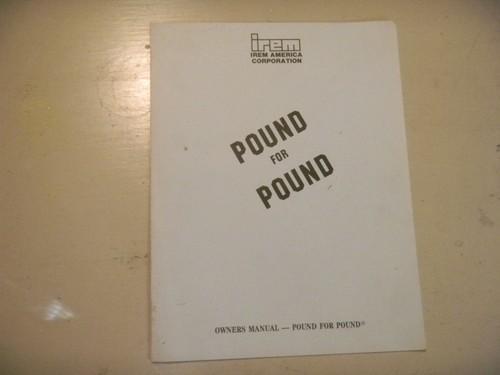 irem
IREM AMERICA
CORPORATION
POUND
FOR
POUND
OWNERS MANUAL — POUND FOR POUND®